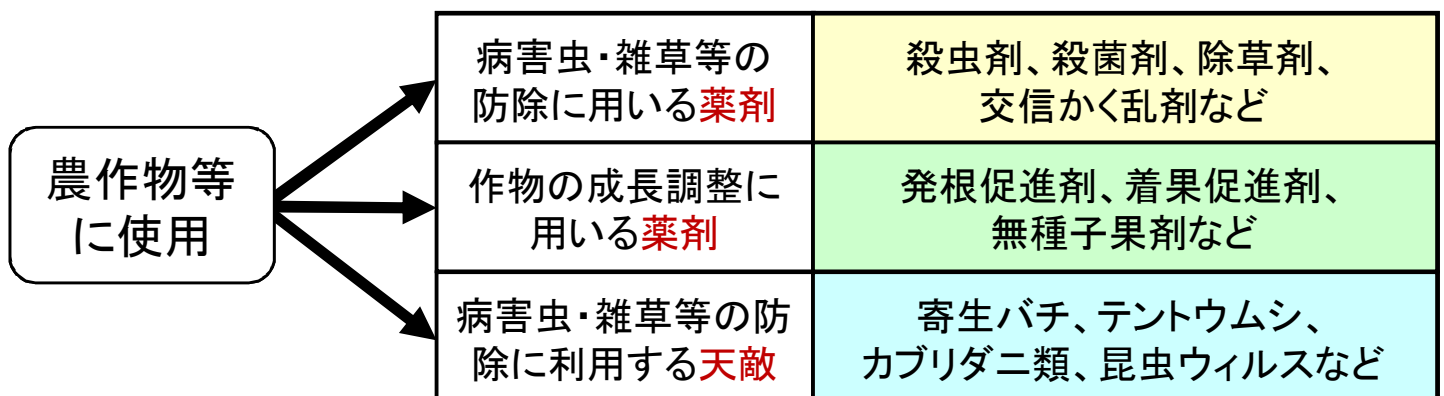 農作物等
に使用
病害虫・雑草等の
防除に用いる薬剤
殺虫剤、殺菌剤、除草剤、
交信かく乱剤など
作物の成長調整に
用いる薬剤
発根促進剤、着果促進剤、
無種子果剤など
病害虫・雑草等の防
除に利用する天敵
寄生バチ、テントウムシ、
カブリダニ類、昆虫ウィルスなど